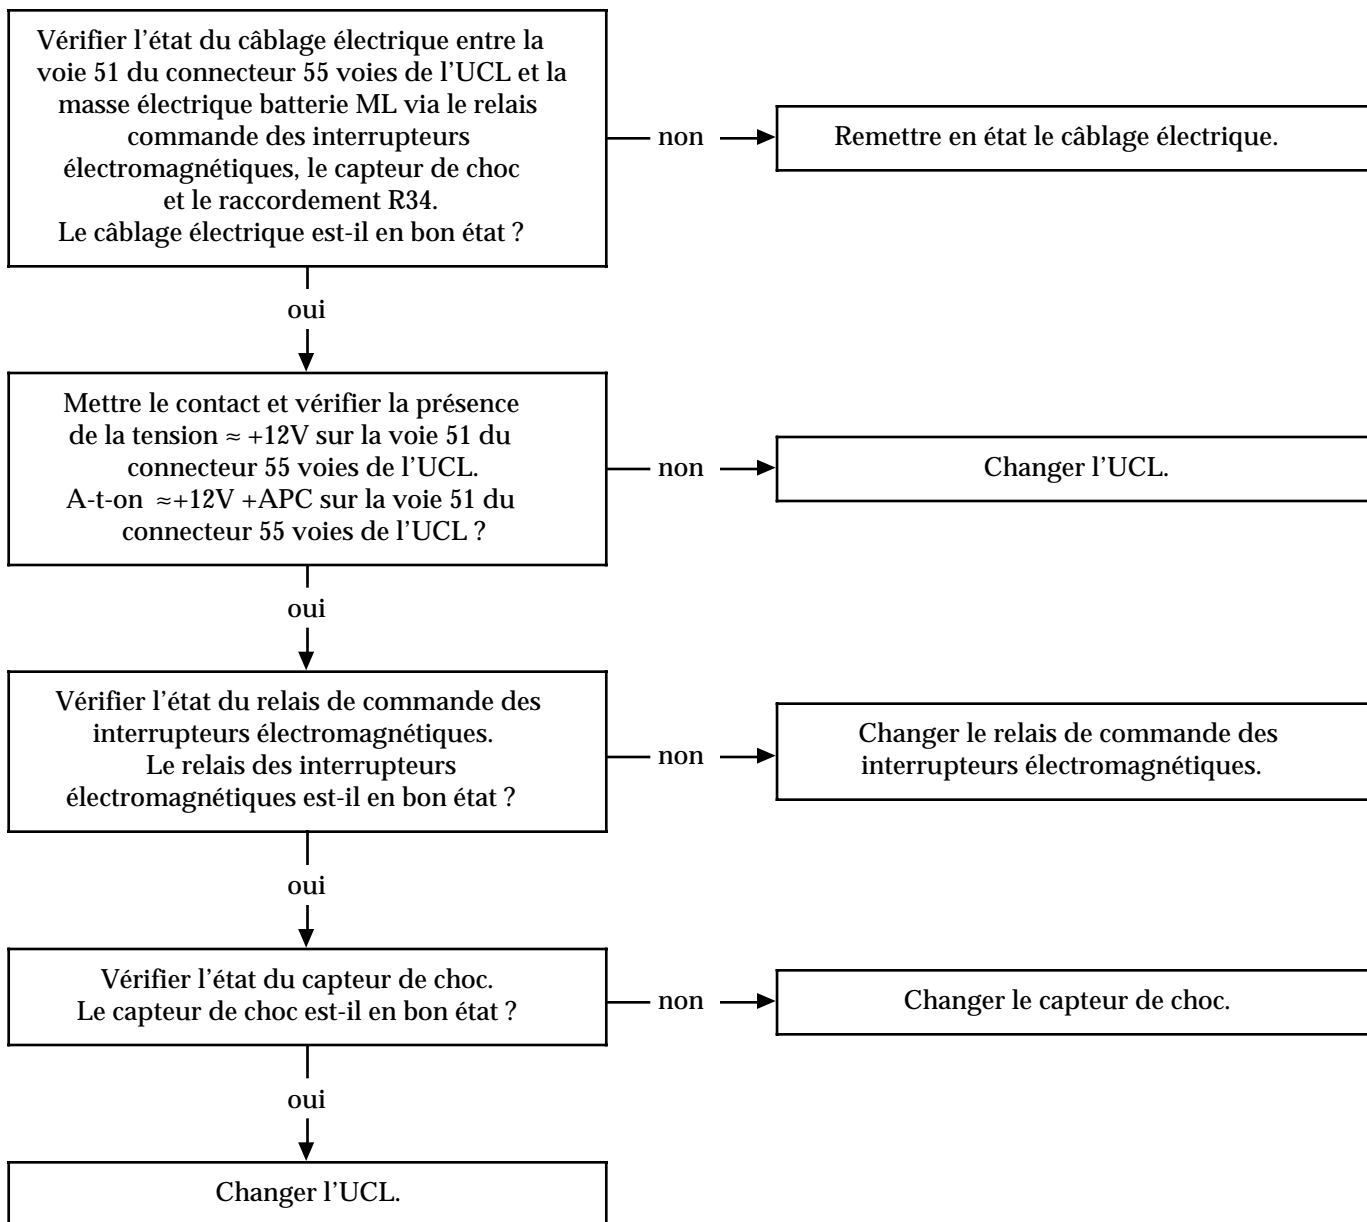 Vérifier l’état du câblage électrique entre la
voie 51 du connecteur 55 voies de l’UCL et la
masse électrique batterie ML via le relais
commande des interrupteurs
électromagnétiques, le capteur de choc
et le raccordement R34.
Le câblage électrique est-il en bon état ?
non
Remettre en état le câblage électrique.
oui
Mettre le contact et vérifier la présence
de la tension ≈ +12V sur la voie 51 du
connecteur 55 voies de l’UCL.
A-t-on ≈+12V +APC sur la voie 51 du
connecteur 55 voies de l’UCL ?
non
Changer l’UCL.
oui
Vérifier l’état du relais de commande des
interrupteurs électromagnétiques.
Le relais des interrupteurs
électromagnétiques est-il en bon état ?
non
Changer le relais de commande des
interrupteurs électromagnétiques.
oui
Vérifier l’état du capteur de choc.
Le capteur de choc est-il en bon état ?
non
Changer le capteur de choc.
oui
Changer l’UCL.